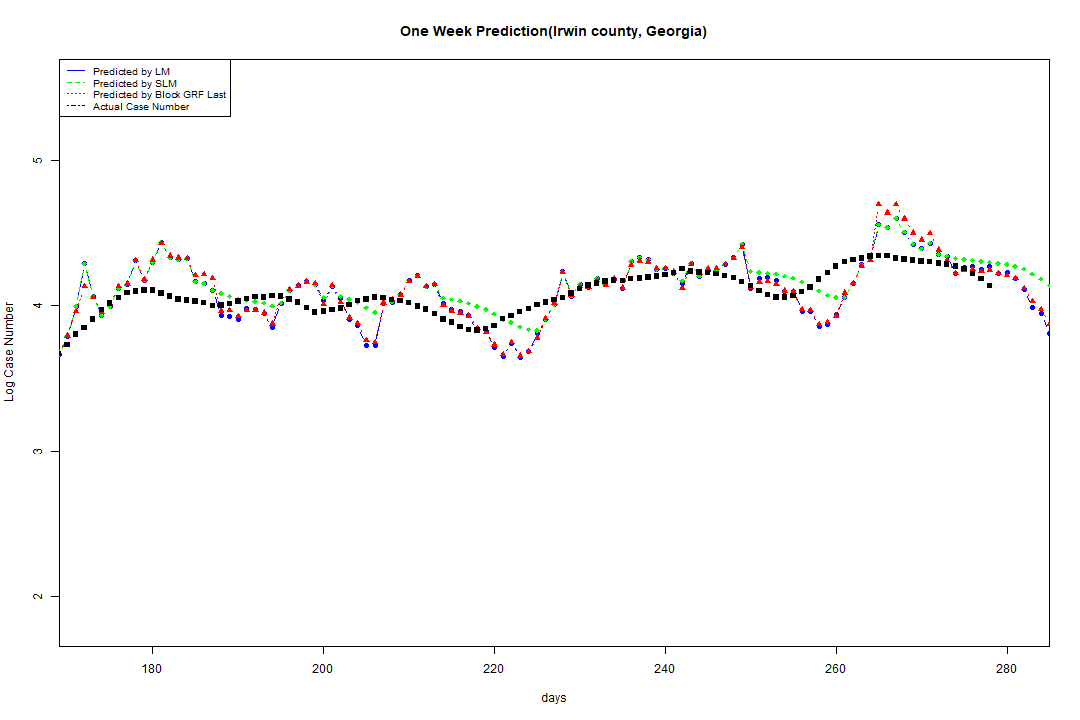 One Week Prediction(Irwin county, Georgia)
Predicted by LM
Predicted by SLM
Predicted by Block GRF Last
Actual Case Number
5
4
3
2
Log Case Number
180 200 220 240 260 280
days